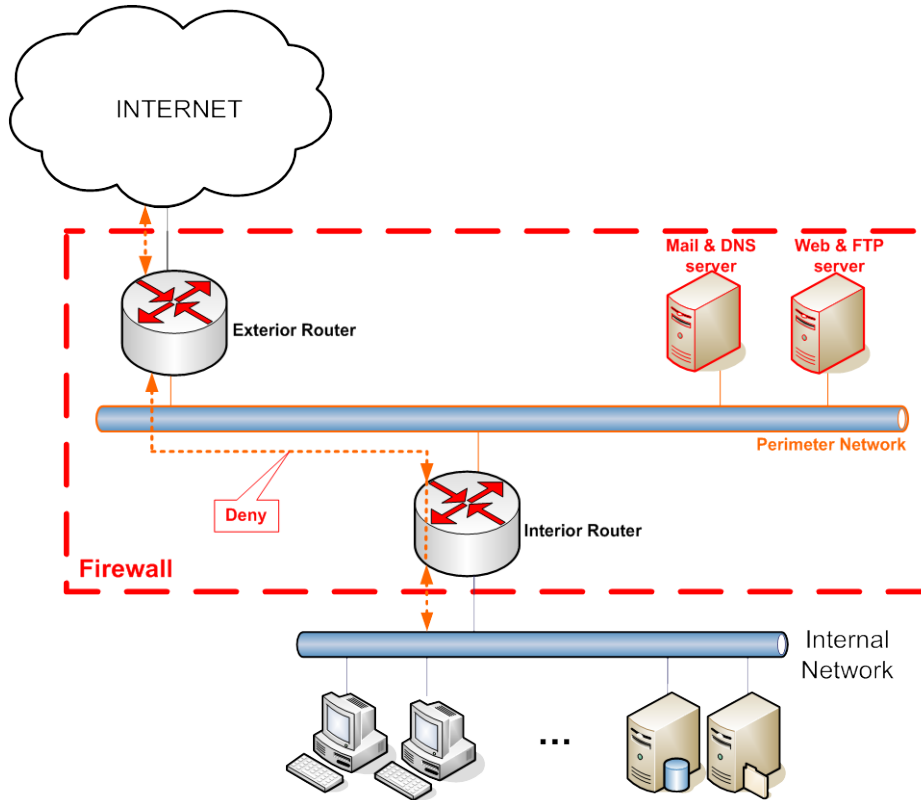 INTERNET
Mail & DNS
server
Web & FTP
server
Exterior Router
Perimeter Network
Deny
Interior Router
Firewall
Internal
Network
...